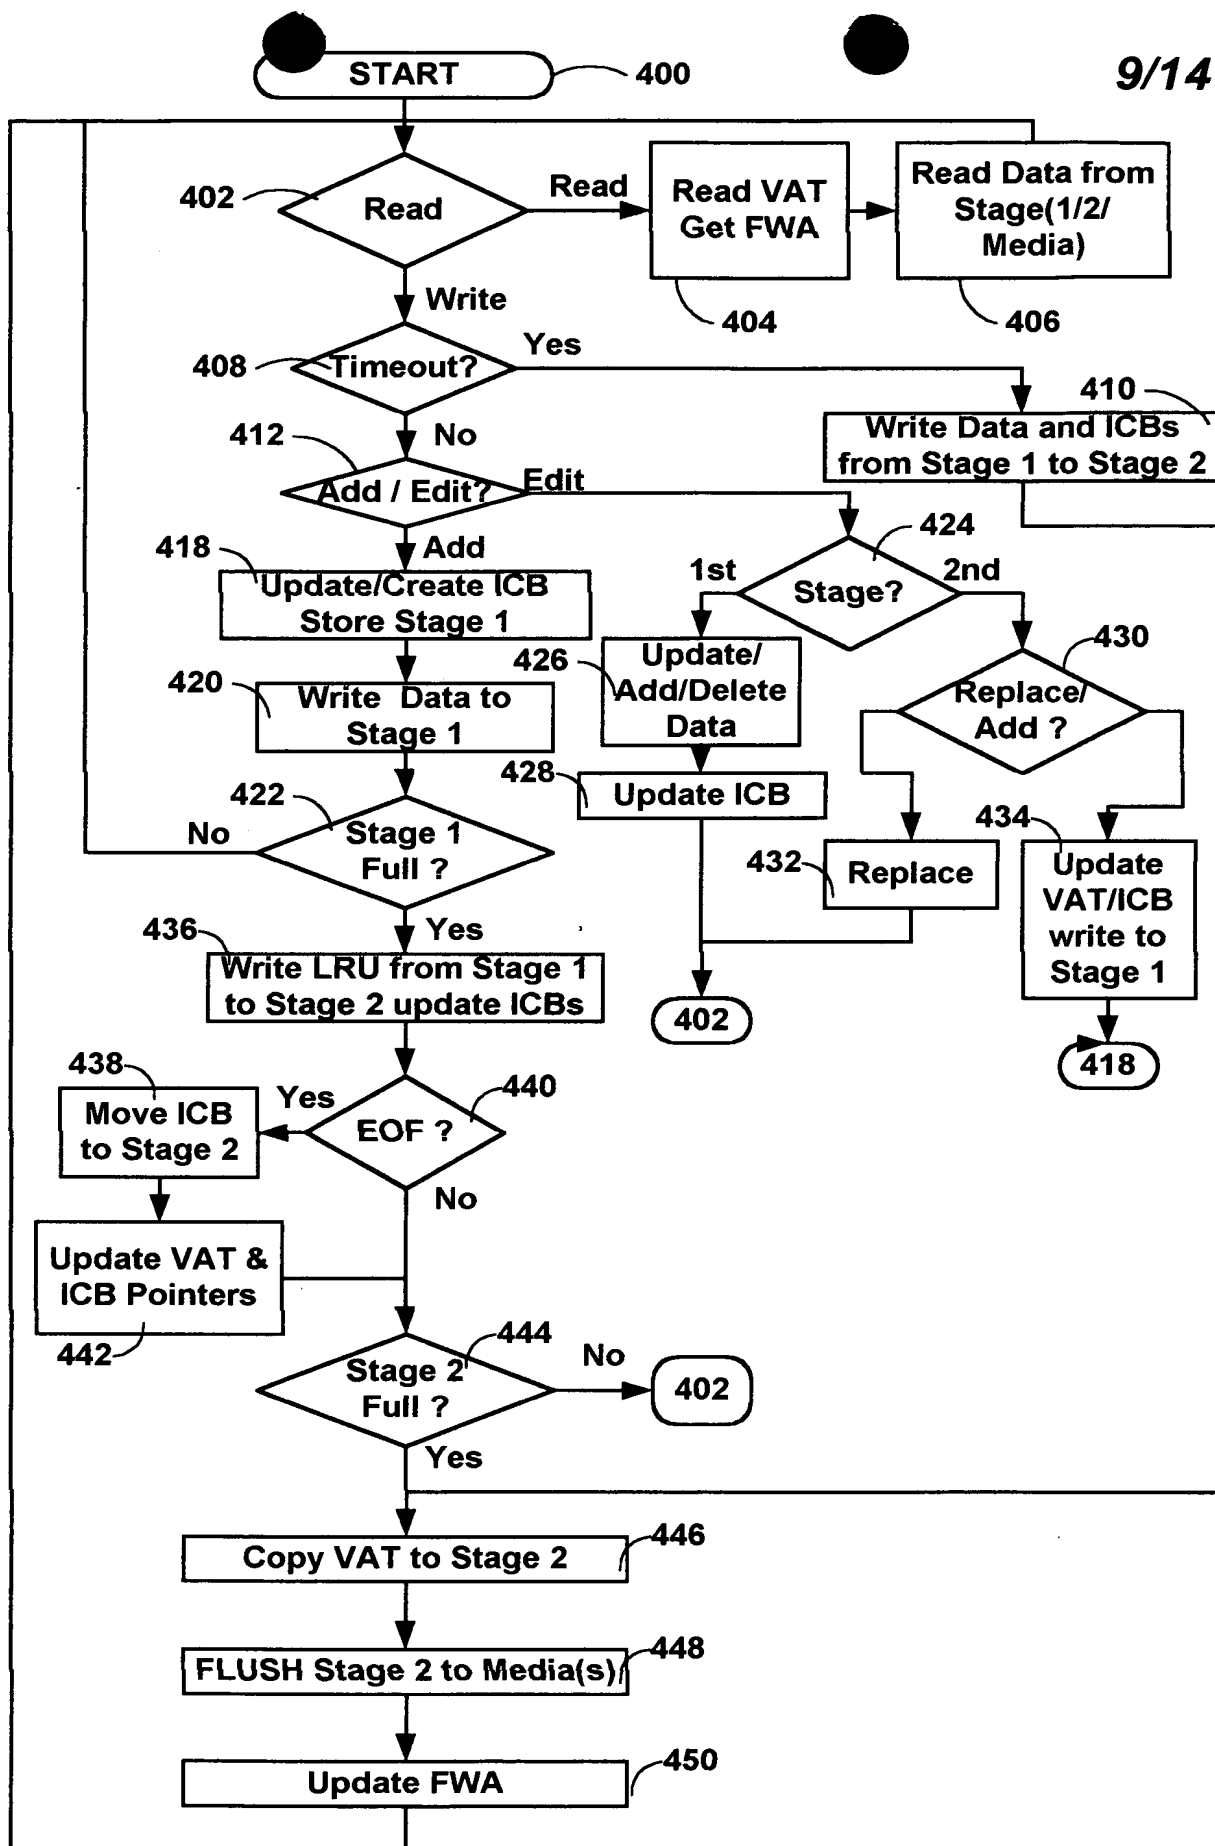 START
400
9/14
402
Read
Read
Read VAT
Get FWA
Read Data from
Stage(1/2/
Media)
404
406
Write
408
Timeout?
Yes
410
Write Data and ICBs
from Stage 1 to Stage 2
No
412
Add / Edit?
Edit
424
Stage?
1st
2nd
Add
418
Update/Create ICB
Store Stage 1
426
Update/
Add/Delete
Data
430
Replace/
Add ?
420
Write Data to
Stage 1
428
Update ICB
422
Stage 1
Full ?
No
432
Replace
434
Update
VAT/ICB
write to
Stage 1
Yes
436
Write LRU from Stage 1
to Stage 2 update ICBs
402
418
438
Move ICB
to Stage 2
Yes
440
EOF ?
No
Update VAT &
ICB Pointers
442
444
Stage 2
Full ?
No
402
Yes
446
Copy VAT to Stage 2
448
FLUSH Stage 2 to Media(s)
450
Update FWA